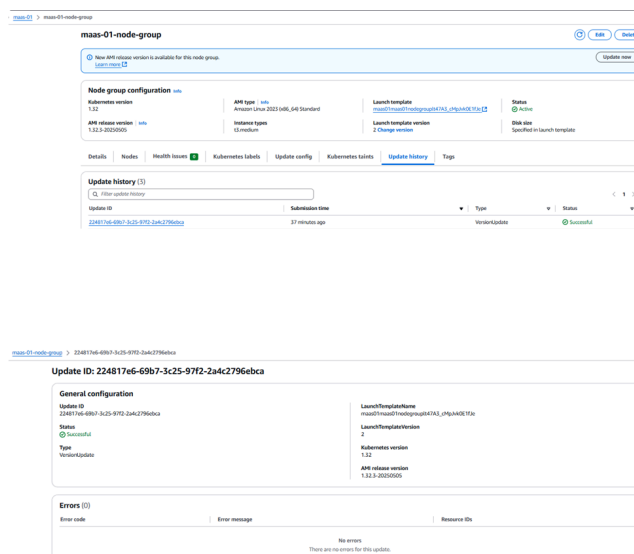 maas-01 > maas-01-node-group
maas-01-node-group
Edit
Delet
New AMI release version is available for this node group.
Learn more
Update now
Node group configuration Info
Kubernetes version
1.32
AMI type Info
Amazon Linux 2023 (x86_64) Standard
Launch template
Status
Active
AMI release version Info
1.32.3-20250505
Instance types
t3.medium
Launch template version
2 Change version
Disk size
Specified in launch template
Details Nodes Health issues 0 Kubernetes labels Update config Kubernetes taints Update history Tags
Update history (3)
Filter update history
1
Update ID Submission time Type Status
224817e6-69b7-3c25-97f2-2a4c2796ebca 37 minutes ago VersionUpdate Successful
maas-01-node-group > 224817e6-69b7-3c25-97f2-2a4c2796ebca
Update ID: 224817e6-69b7-3c25-97f2-2a4c2796ebca
General configuration
Update ID
224817e6-69b7-3c25-97f2-2a4c2796ebca
Status
Successful
Type
VersionUpdate
LaunchTemplateName
LaunchTemplateVersion
2
Kubernetes version
1.32
AMI release version
1.32.3-20250505
Errors (0)
Error code Error message Resource IDs
No errors
There are no errors for this update.